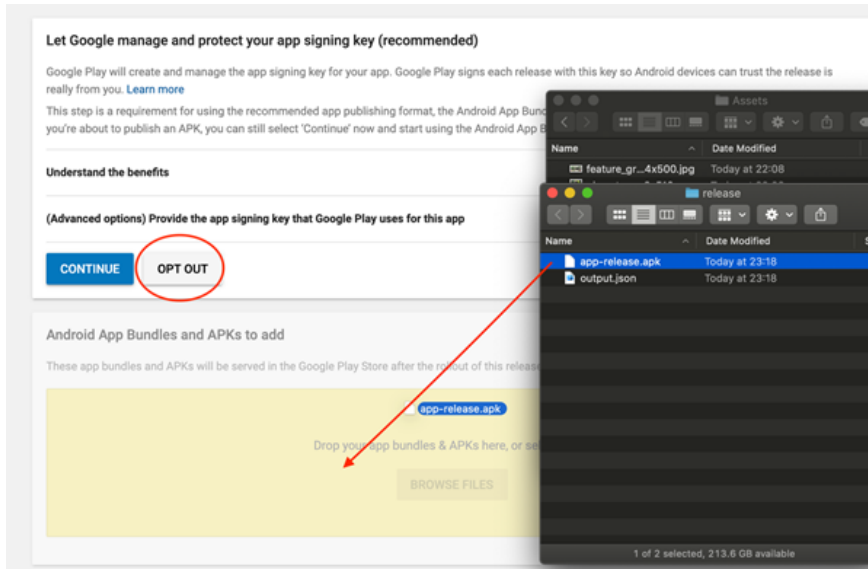 Let Google manage and protect your app signing key (recommended)
Google Play will create and manage the app signing key for your app. Google Play signs each release with this key so Android devices can trust the release is
really from you. Learn more
This step is a requirement for using the recommended app publishing format, the Android App Bun
you're about to publish an APK, you can still select 'Continue' now and start using the Android App B
Understand the benefits
(Advanced options) Provide the app signing key that Google Play uses for this app
CONTINUE
OPT OUT
Android App Bundles and APKs to add
These app bundles and APKs will be served in the Google Play Store after the rollout of this release
app-release.apk
Drop your app bundles & APKs here, or se
BROWSE FILES
Assets
Name
Date Modified
feature_gr...4x500.jpg
Today at 22:08
release
Name
Date Modified
S
app-release.apk
Today at 23:18
output.json
Today at 23:18
1 of 2 selected, 213.6 GB available